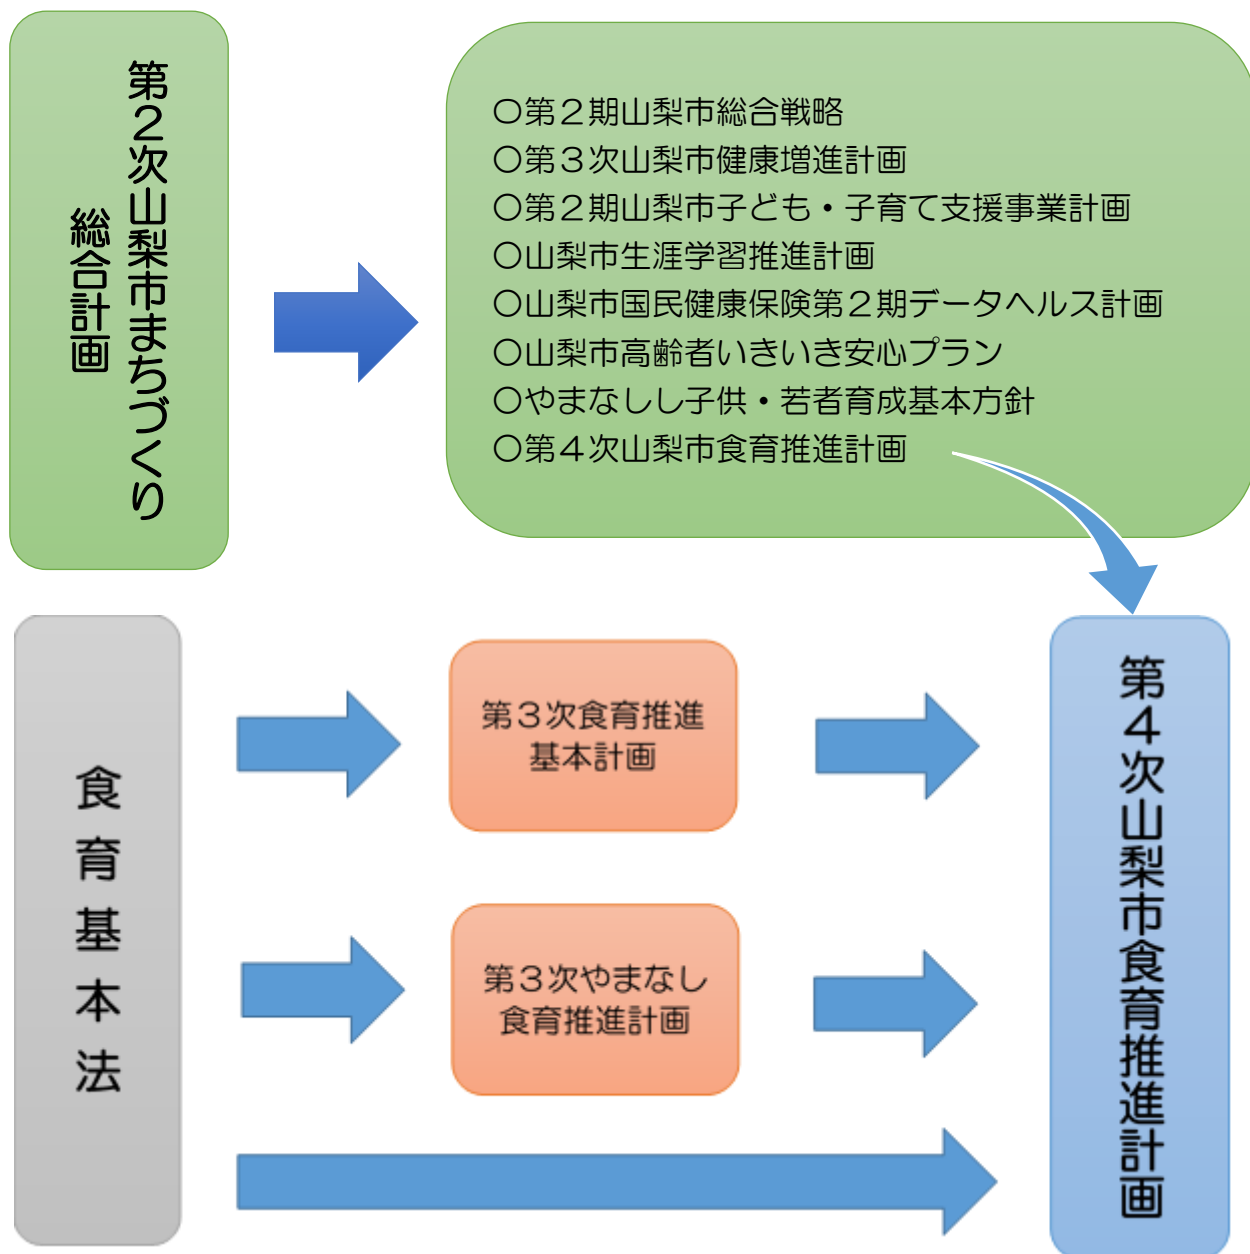 第２次山梨市まちづくり
総合計画
〇第２期山梨市総合戦略
〇第３次山梨市健康増進計画
〇第２期山梨市子ども・子育て支援事業計画
〇山梨市生涯学習推進計画
〇山梨市国民健康保険第２期データヘルス計画
〇山梨市高齢者いきいき安心プラン
〇やまなしし子供・若者育成基本方針
〇第４次山梨市食育推進計画
食育基本法
第３次食育推進
基本計画
第３次やまなし
食育推進計画
第４次山梨市食育推進計画